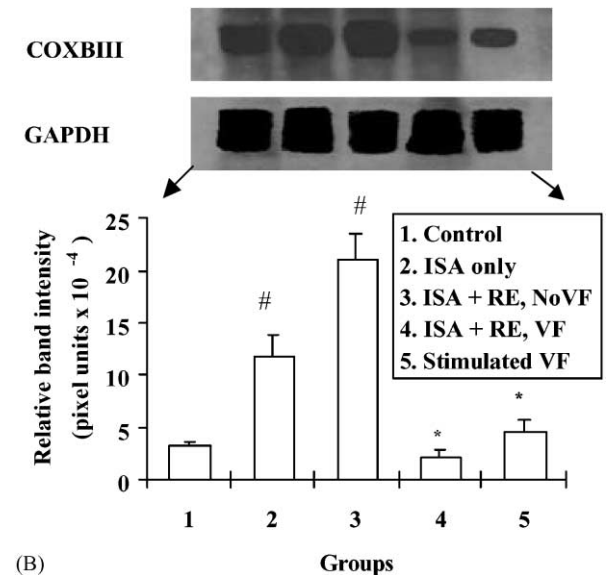 COXBIII
GAPDH
Relative band intensity
(pixel units x 10 -4)
25
20
15
10
5
0
#
#
*
*
1. Control
2. ISA only
3. ISA + RE, NoVF
4. ISA + RE, VF
5. Stimulated VF
1 2 3 4 5
(B) Groups